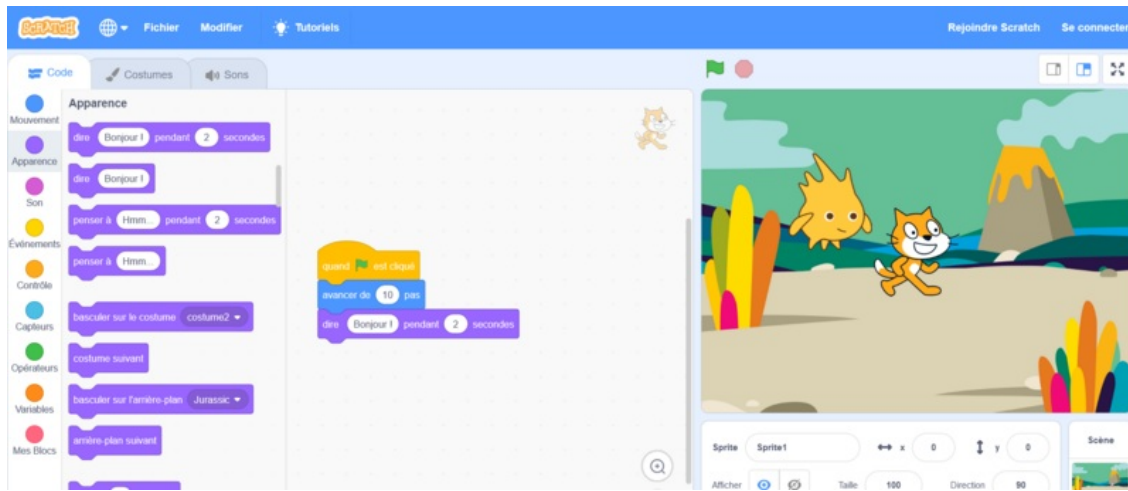 SCRATCH Fichier Modifier Tutoriels Rejoindre Scratch Se connecter
Code Costumes Sons
Mouvement
Apparence
Son
Événements
Contrôle
Capteurs
Opérateurs
Variables
Mes Blocs
Apparence
dire Bonjour ! pendant 2 secondes
dire Bonjour !
penser à Hmm... pendant 2 secondes
penser à Hmm...
basculer sur le costume costume2
costume suivant
basculer sur l'arrière-plan Jurassic
arrière-plan suivant
quand est cliqué
avancer de 10 pas
dire Bonjour ! pendant 2 secondes
Sprite Sprite1 x 0 y 0
Afficher Taille 100 Direction 90
Scène